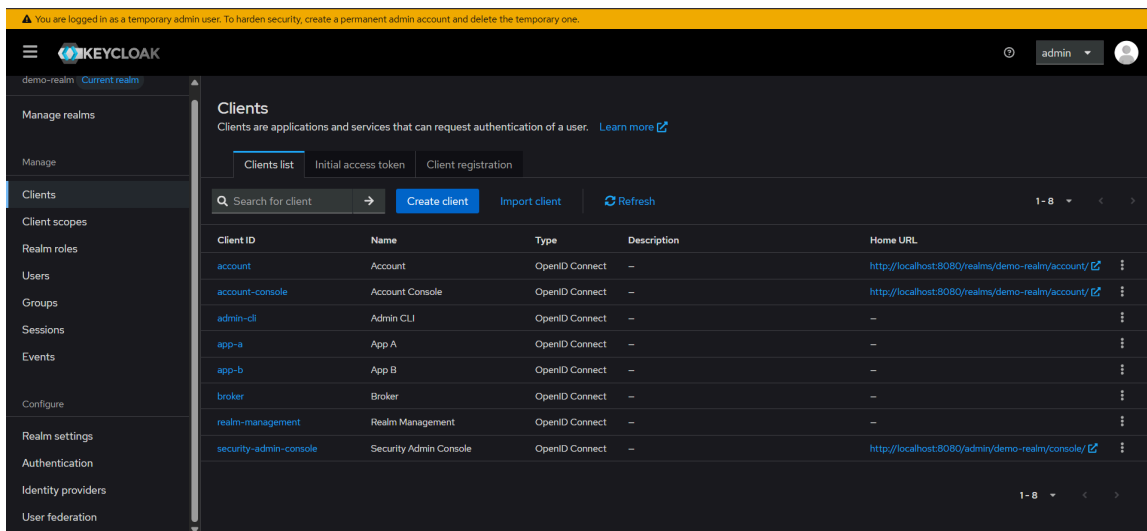 You are logged in as a temporary admin user. To harden security, create a permanent admin account and delete the temporary one.
KEYCLOAK
admin
demo-realm Current realm
Manage realms
Manage
Clients
Client scopes
Realm roles
Users
Groups
Sessions
Events
Configure
Realm settings
Authentication
Identity providers
User federation
Clients
Clients are applications and services that can request authentication of a user. Learn more
Clients list Initial access token Client registration
Search for client Create client Import client Refresh 1 - 8
Client ID Name Type Description Home URL
account Account OpenID Connect – http://localhost:8080/realms/demo-realm/account/
account-console Account Console OpenID Connect – http://localhost:8080/realms/demo-realm/account/
admin-cli Admin CLI OpenID Connect – –
app-a App A OpenID Connect – –
app-b App B OpenID Connect – –
broker Broker OpenID Connect – –
realm-management Realm Management OpenID Connect – –
security-admin-console Security Admin Console OpenID Connect – http://localhost:8080/admin/demo-realm/console/
1 - 8